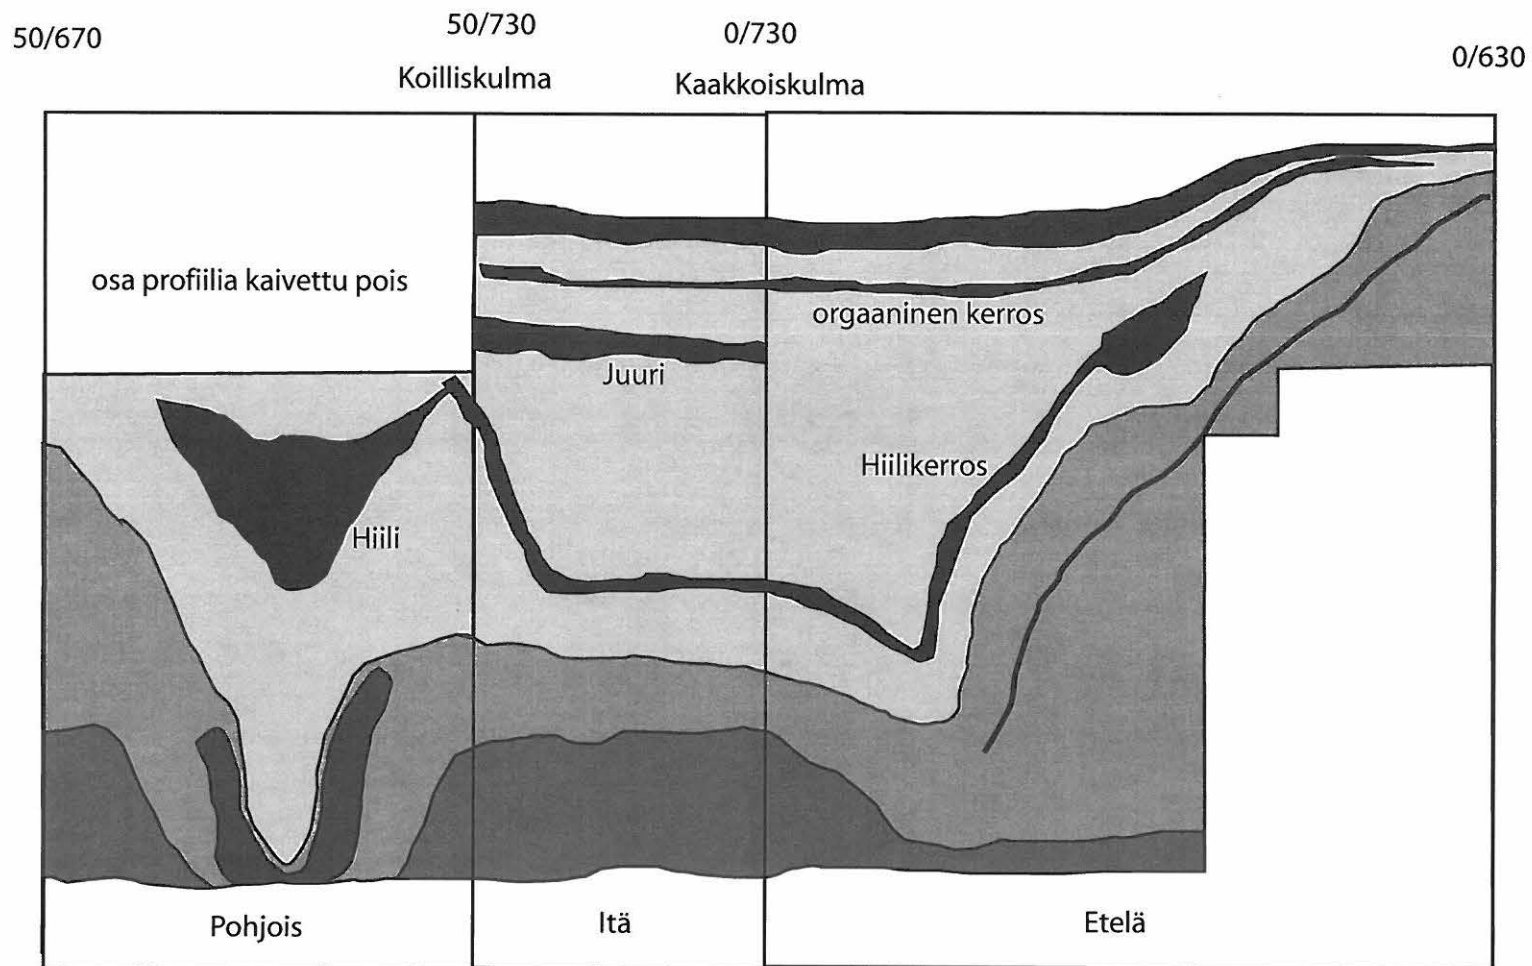 50/670
50/730
0/730
0/630
Koilliskulma
Kaakkoiskulma
osa profiilia kaivettu pois
orgaaninen kerros
Juuri
Hiilikerros
Hiili
Pohjois
Itä
Etelä